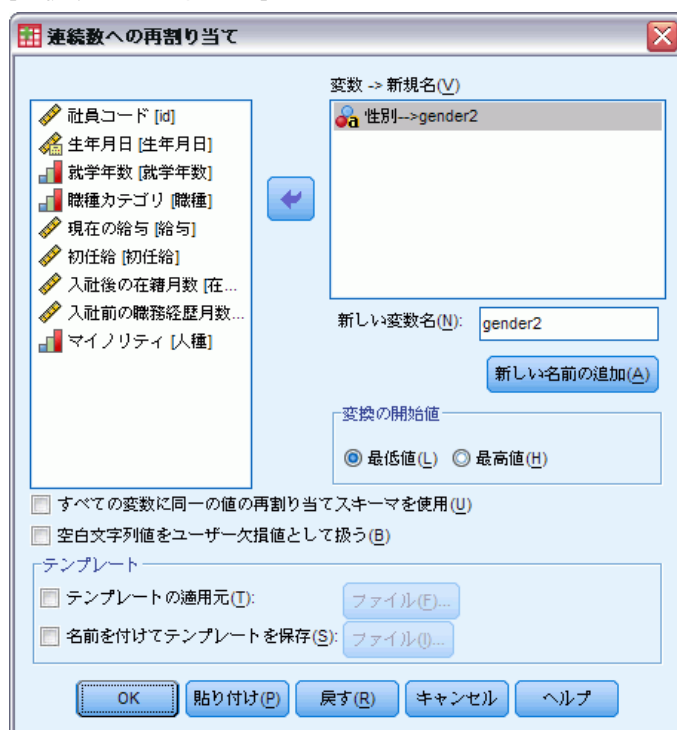 連続数への再割り当て
変数 -> 新規名(V)
社員コード [id]
生年月日 [生年月日]
就学年数 [就学年数]
職種カテゴリ [職種]
現在の給与 [給与]
初任給 [初任給]
入社後の在籍月数 [在...
入社前の職務経歴月数...
マイノリティ [人種]
a 性別-->gender2
新しい変数名(N): gender2
新しい名前の追加(A)
変換の開始値
最低値(L) 最高値(H)
すべての変数に同一の値の再割り当てスキーマを使用(U)
空白文字列値をユーザー欠損値として扱う(B)
テンプレート
テンプレートの適用元(T): ファイル(F)...
名前を付けてテンプレートを保存(S): ファイル(I)...
OK 貼り付け(P) 戻す(R) キャンセル ヘルプ